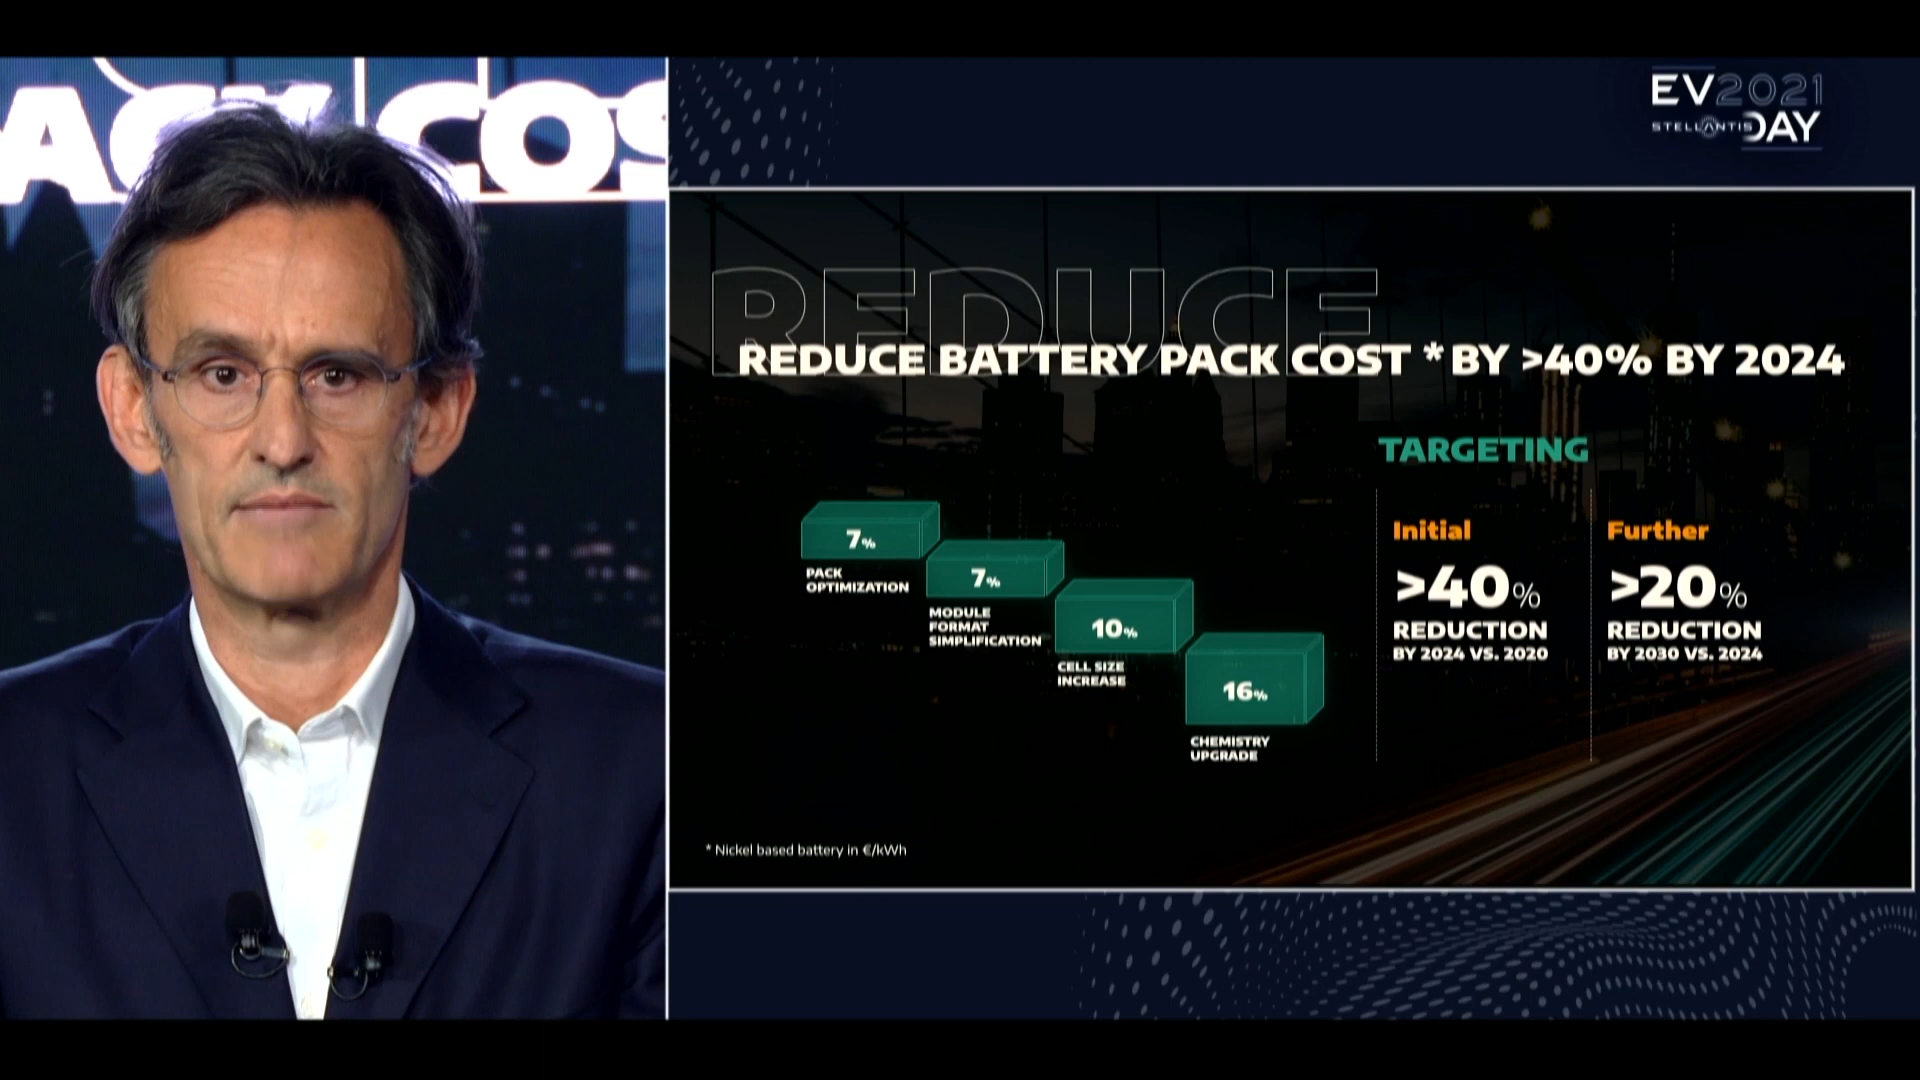 ACK COS
EV2021
STELLANTIS DAY
REDUCE
REDUCE BATTERY PACK COST * BY >40% BY 2024
TARGETING
7%
PACK
OPTIMIZATION
7%
MODULE
FORMAT
SIMPLIFICATION
10%
CELL SIZE
INCREASE
16%
CHEMISTRY
UPGRADE
Initial
>40%
REDUCTION
BY 2024 VS. 2020
Further
>20%
REDUCTION
BY 2030 VS. 2024
* Nickel based battery in €/kWh